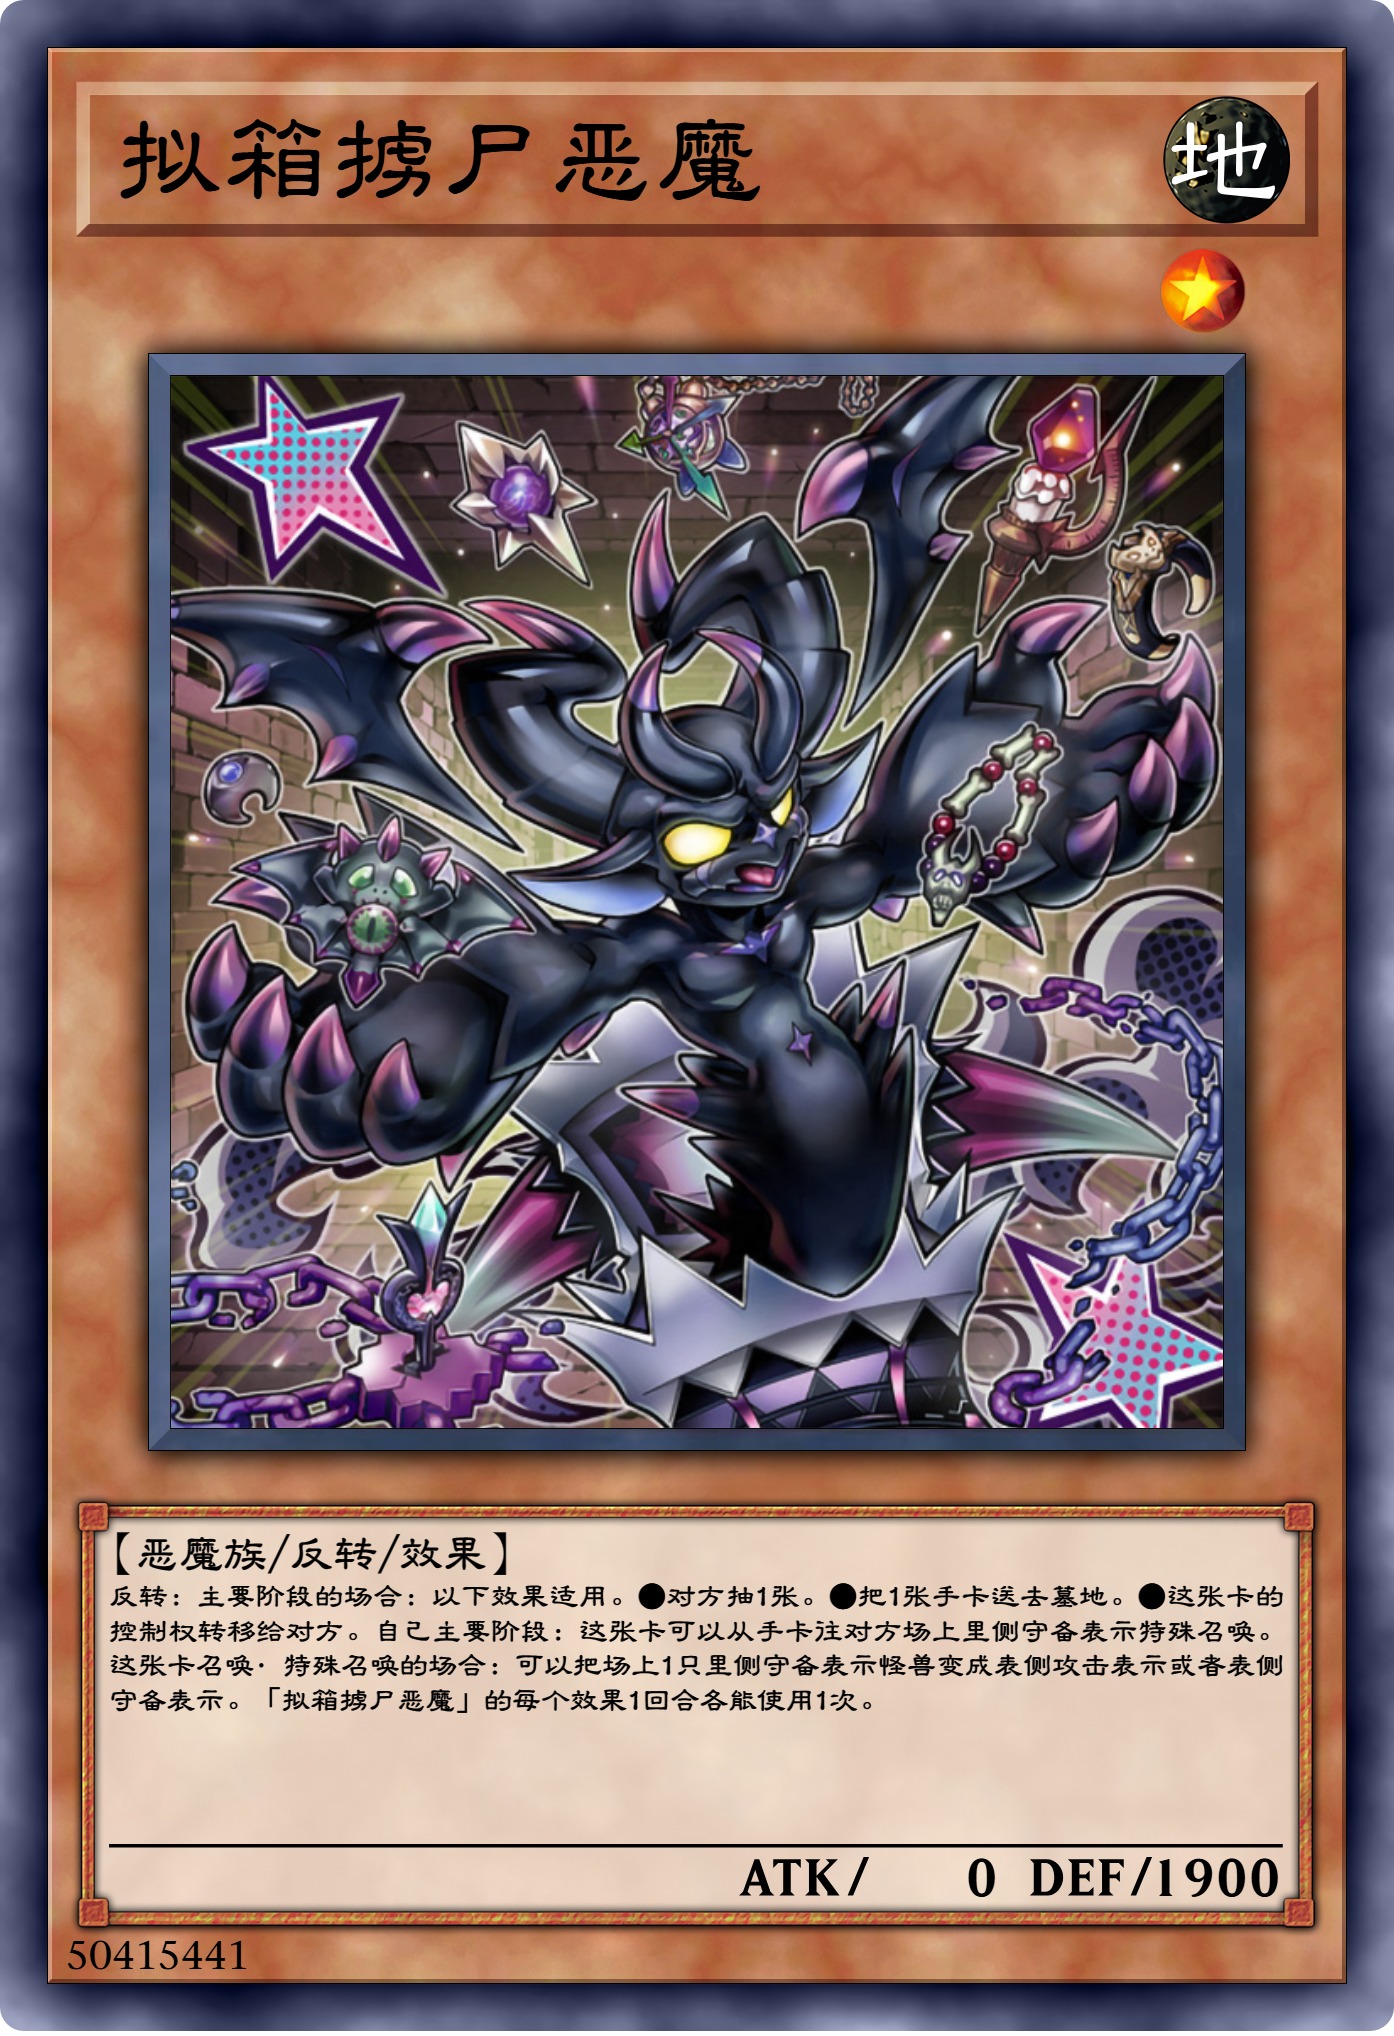 拟箱掳尸恶魔
地
【恶魔族/反转/效果】
反转：主要阶段的场合：以下效果适用。●对方抽1张。●把1张手卡送去墓地。●这张卡的
控制权转移给对方。自己主要阶段：这张卡可以从手卡往对方场上里侧守备表示特殊召唤。
这张卡召唤·特殊召唤的场合：可以把场上1只里侧守备表示怪兽变成表侧攻击表示或者表侧
守备表示。「拟箱掳尸恶魔」的每个效果1回合各能使用1次。
ATK/ 0 DEF/1900
50415441